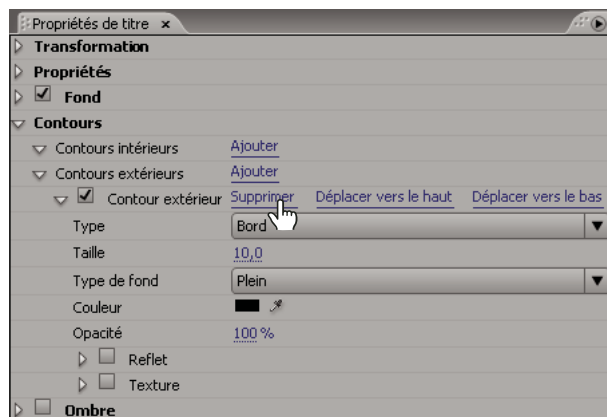 Propriétés de titre x
Transformation
Propriétés
Fond
Contours
Contours intérieurs Ajouter
Contours extérieurs Ajouter
Contour extérieur Supprimer Déplacer vers le haut Déplacer vers le bas
Type Bord
Taille 10,0
Type de fond Plein
Couleur
Opacité 100 %
Reflet
Texture
Ombre